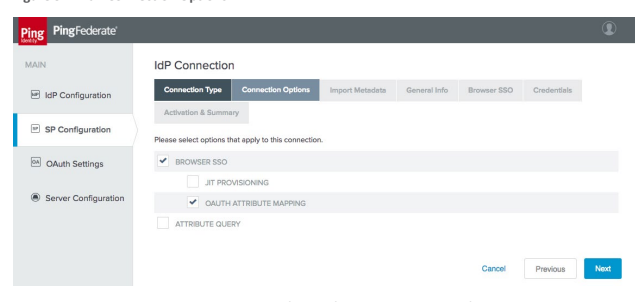 Ping
Identity
PingFederate®
MAIN
IdP Configuration
SP
SP Configuration
OA
OAuth Settings
Server Configuration
IdP Connection
Connection Type
Connection Options
Import Metadata
General Info
Browser SSO
Credentials
Activation & Summary
Please select options that apply to this connection.
BROWSER SSO
JIT PROVISIONING
OAUTH ATTRIBUTE MAPPING
ATTRIBUTE QUERY
Cancel
Previous
Next